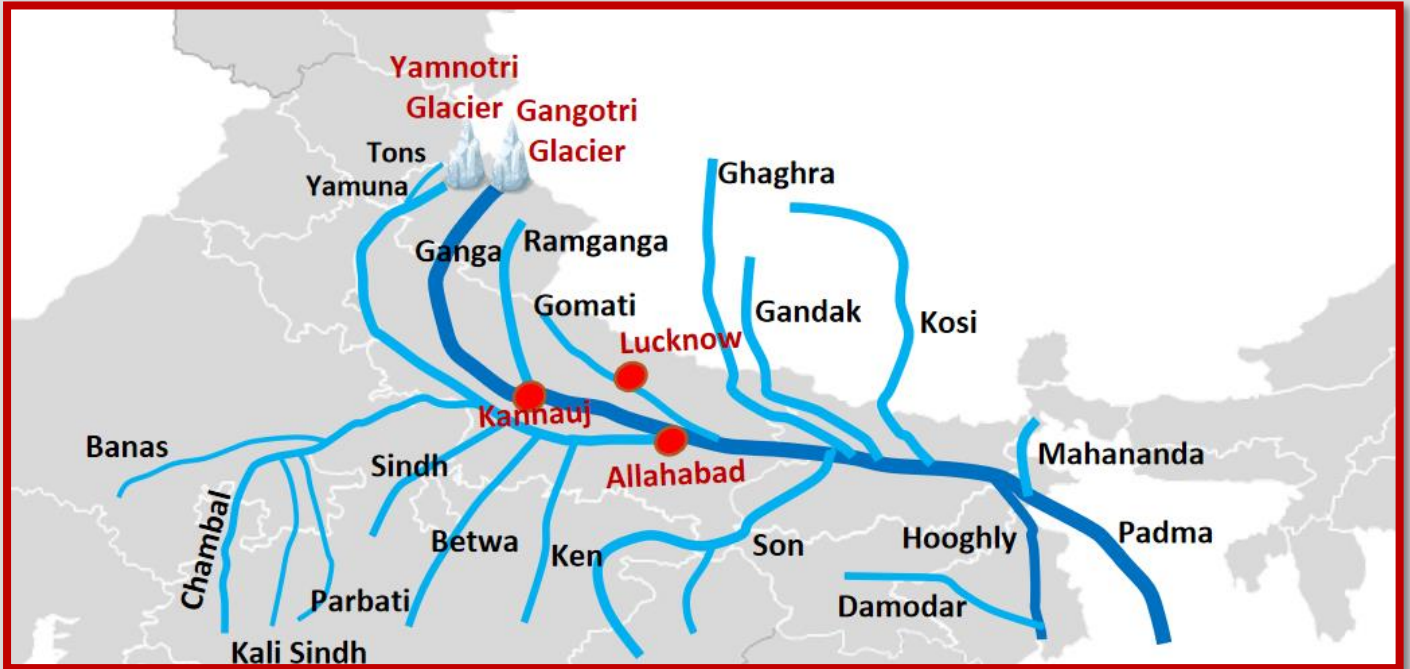 Yamnotri
Glacier
Gangotri
Glacier
Tons
Yamuna
Ghaghra
Ganga
Ramganga
Gomati
Gandak
Kosi
Lucknow
Kannauj
Banas
Sindh
Allahabad
Mahananda
Chambal
Betwa
Ken
Son
Hooghly
Padma
Parbati
Damodar
Kali Sindh